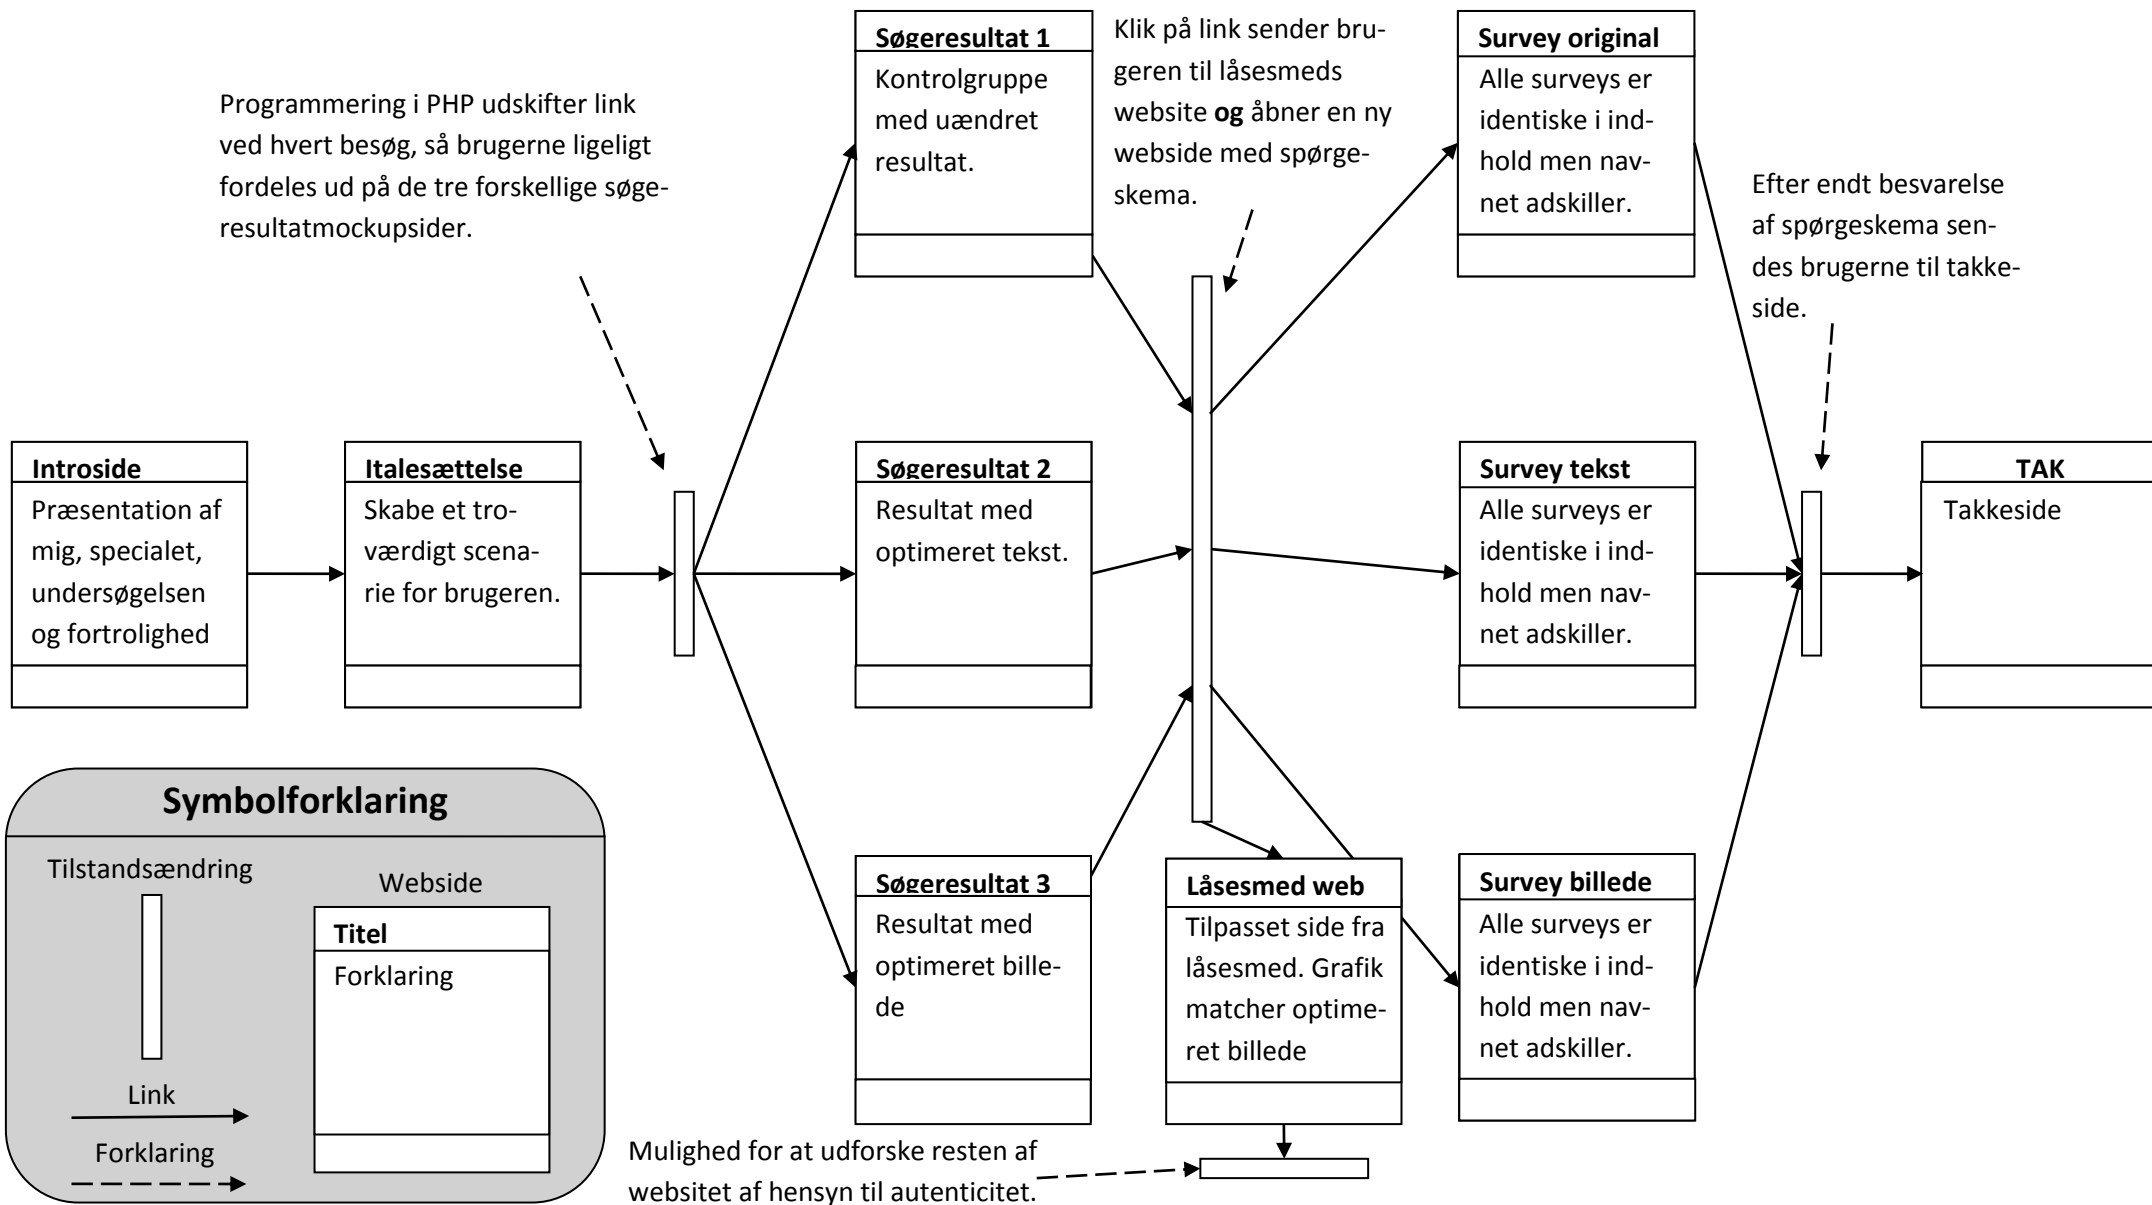 Programmering i PHP udskifter link
ved hvert besøg, så brugerne ligeligt
fordeles ud på de tre forskellige søge-
resultatmockupsider.
Søgeresultat 1
Kontrolgruppe
med uændret
resultat.
Klik på link sender bru-
geren til låsesmeds
website og åbner en ny
webside med spørge-
skema.
Survey original
Alle surveys er
identiske i ind-
hold men nav-
net adskiller.
Efter endt besvarelse
af spørgeskema sen-
des brugerne til takke-
side.
Introside
Præsentation af
mig, specialet,
undersøgelsen
og fortrolighed
Italesættelse
Skabe et tro-
værdigt scena-
rie for brugeren.
Søgeresultat 2
Resultat med
optimeret tekst.
Survey tekst
Alle surveys er
identiske i ind-
hold men nav-
net adskiller.
TAK
Takkeside
Symbolforklaring
Tilstandsændring
Webside
Titel
Forklaring
Link
Forklaring
Søgeresultat 3
Resultat med
optimeret bille-
de
Låsesmed web
Tilpasset side fra
låsesmed. Grafik
matcher optime-
ret billede
Survey billede
Alle surveys er
identiske i ind-
hold men nav-
net adskiller.
Mulighed for at udforske resten af
websitet af hensyn til autenticitet.